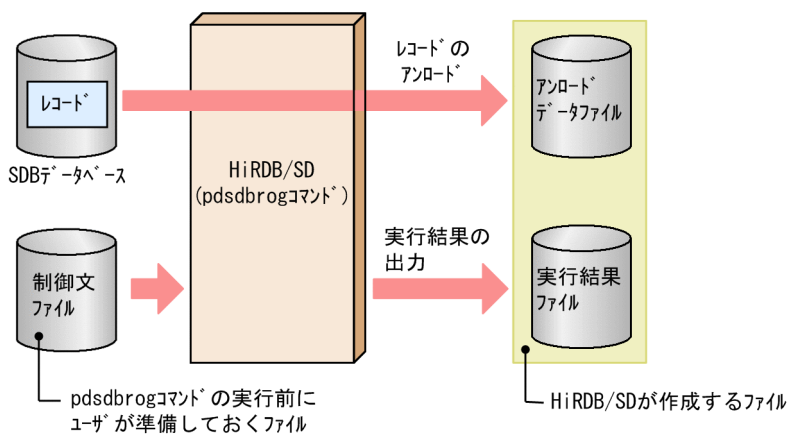 レコードの
アンロード
レコード
アンロード
データファイル
SDBデータベース
HiRDB/SD
(pdsdbrogコマンド)
実行結果の
出力
制御文
ファイル
実行結果
ファイル
pdsdbrogコマンドの実行前に
ユーザが準備しておくファイル
HiRDB/SDが作成するファイル